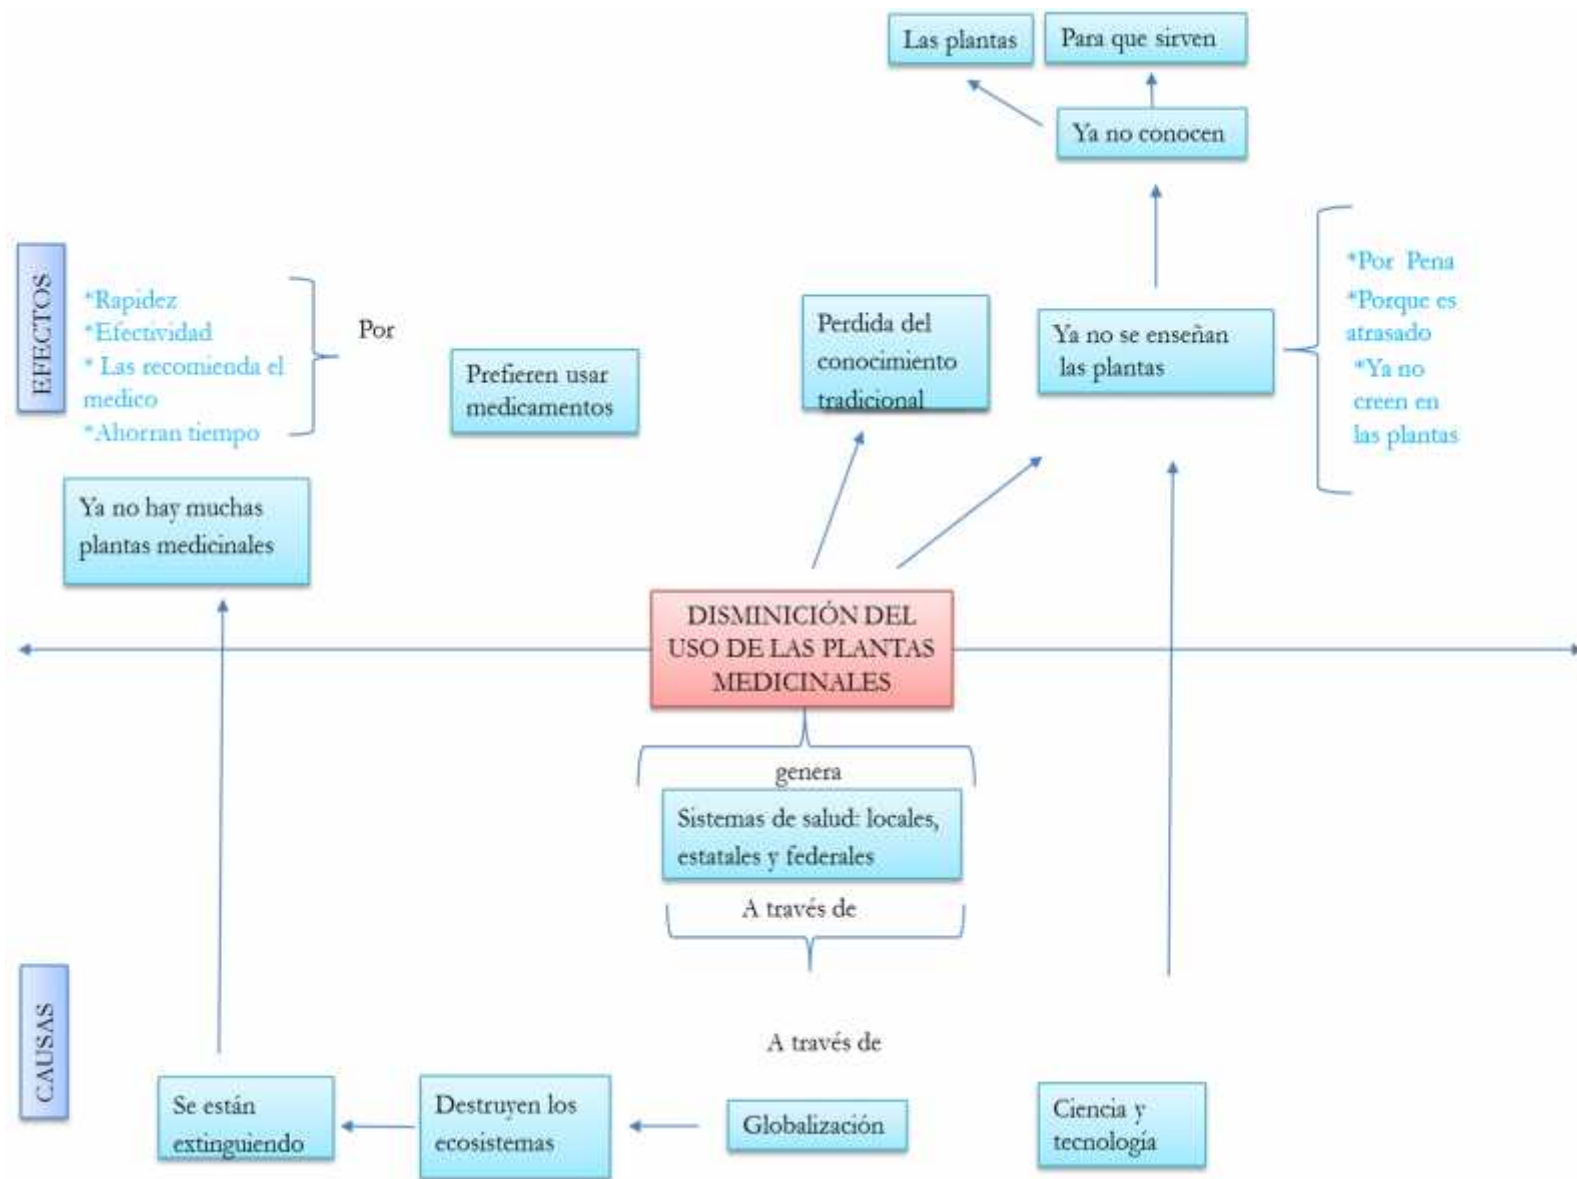 Las plantas
Para que sirven
Ya no conocen
EFECTOS
*Rapidez
*Efectividad
* Las recomienda el
medico
*Ahorran tiempo
Por
Prefieren usar
medicamentos
Perdida del
conocimiento
tradicional
Ya no se enseñan
las plantas
*Por Pena
*Porque es
atrasado
*Ya no
creen en
las plantas
Ya no hay muchas
plantas medicinales
DISMINICIÓN DEL
USO DE LAS PLANTAS
MEDICINALES
genera
Sistemas de salud: locales,
estatales y federales
A través de
CAUSAS
A través de
Se están
extinguiendo
Destruyen los
ecosistemas
Globalización
Ciencia y
tecnología